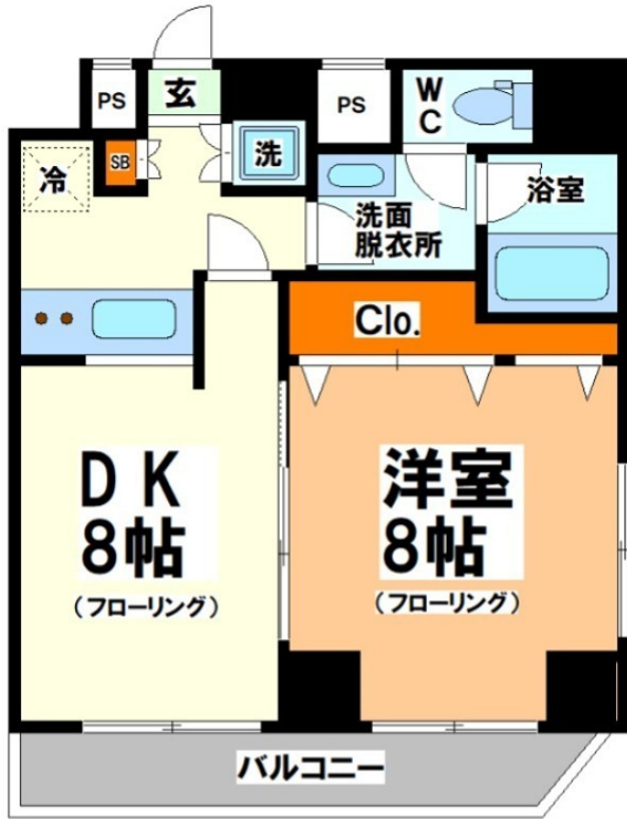 玄
PS
PS
W
C
冷
SB
洗
浴室
洗面
脱衣所
Clo.
DK
8帖
(フローリング)
洋室
8帖
(フローリング)
バルコニー